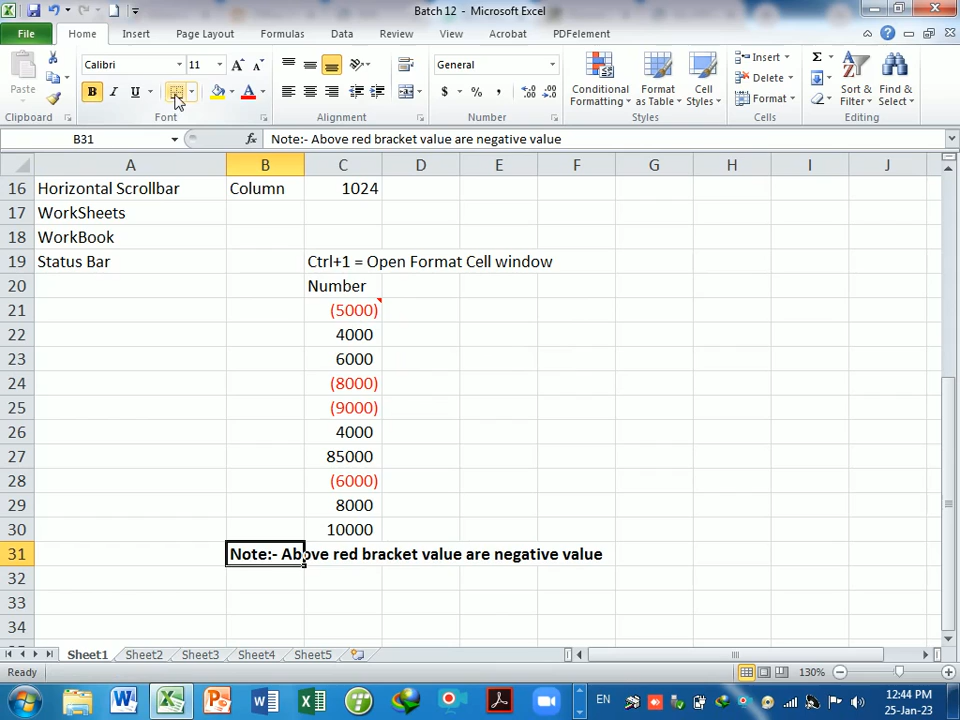 Batch 12 - Microsoft Excel
File Home Insert Page Layout Formulas Data Review View Acrobat PDFelement
Paste
Calibri 11
B I U A
General
$ % ,
Conditional Formatting
Format as Table
Cell Styles
Insert
Delete
Format
Sort & Filter
Find & Select
Clipboard Font Alignment Number Styles Cells Editing
B31 fx Note:- Above red bracket value are negative value
A B C D E F G H I J
16 Horizontal Scrollbar Column 1024
17 WorkSheets
18 WorkBook
19 Status Bar Ctrl+1 = Open Format Cell window
20 Number
21 (5000)
22 4000
23 6000
24 (8000)
25 (9000)
26 4000
27 85000
28 (6000)
29 8000
30 10000
31 Note:- Above red bracket value are negative value
32
33
34
Sheet1 Sheet2 Sheet3 Sheet4 Sheet5
Ready 130%
EN
12:44 PM
25-Jan-23